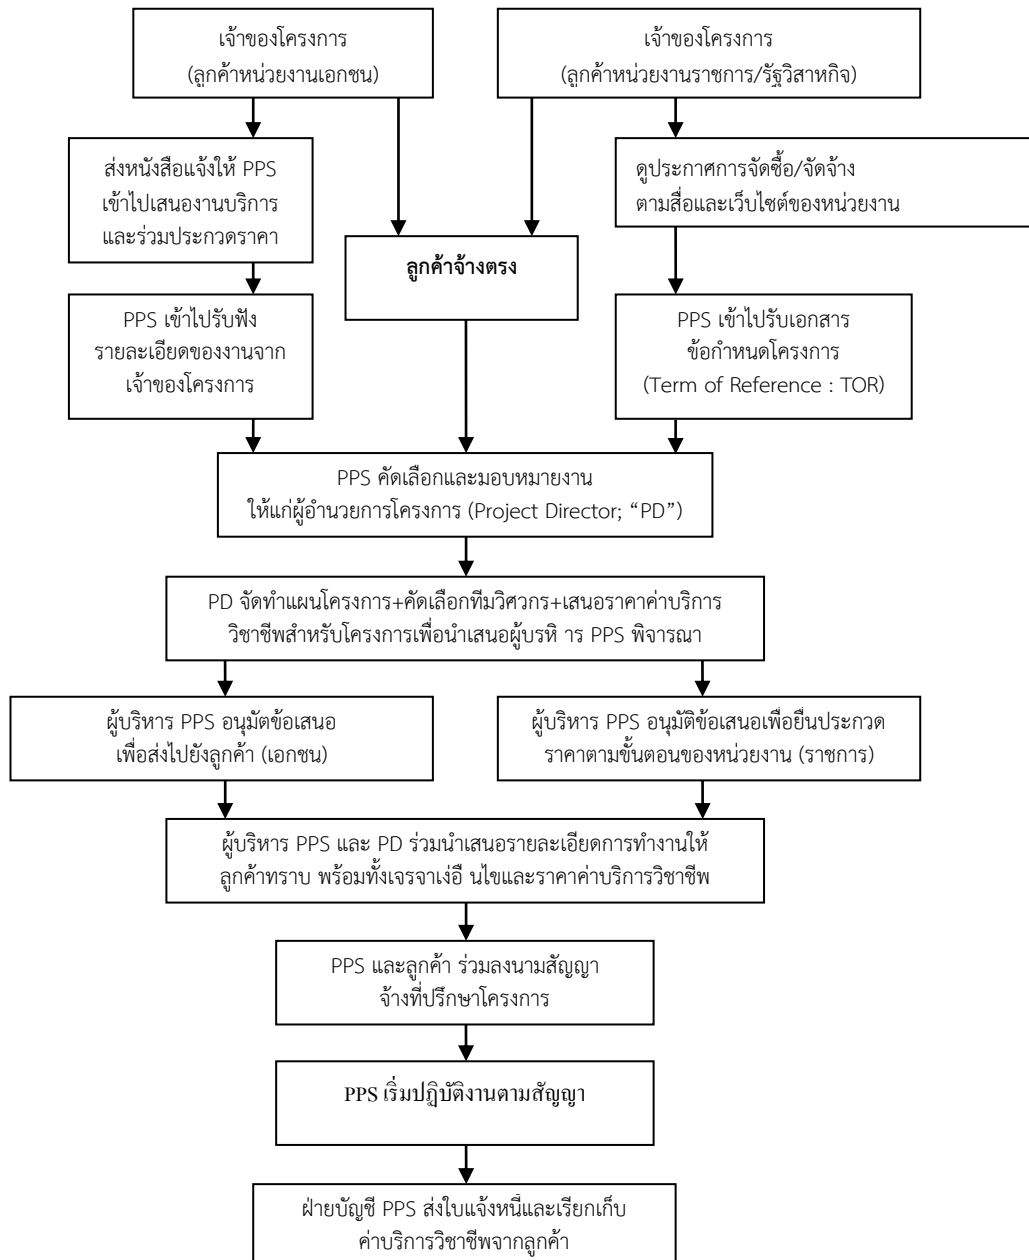 เจ้าของโครงการ
(ลูกค้าหน่วยงานเอกชน)
เจ้าของโครงการ
(ลูกค้าหน่วยงานราชการ/รัฐวิสาหกิจ)
ส่งหนังสือแจ้งให้ PPS
เข้าไปเสนองานบริการ
และร่วมประกวดราคา
ดูประกาศการจัดซื้อ/จัดจ้าง
ตามสื่อและเว็บไซต์ของหน่วยงาน
ลูกค้าจ้างตรง
PPS เข้าไปรับฟัง
รายละเอียดของงานจาก
เจ้าของโครงการ
PPS เข้าไปรับเอกสาร
ข้อกำหนดโครงการ
(Term of Reference : TOR)
PPS คัดเลือกและมอบหมายงาน
ให้แก่ผู้อำนวยการโครงการ (Project Director; “PD”)
PD จัดทำแผนโครงการ+คัดเลือกทีมวิศวกร+เสนอราคาค่าบริการ
วิชาชีพสำหรับโครงการเพื่อนำเสนอผู้บรหิ าร PPS พิจารณา
ผู้บริหาร PPS อนุมัตข้อเสนอ
เพื่อส่งไปยังลูกค้า (เอกชน)
ผู้บริหาร PPS อนุมัติข้อเสนอเพื่อยื่นประกวด
ราคาตามขั้นตอนของหน่วยงาน (ราชการ)
ผู้บริหาร PPS และ PD ร่วมนำเสนอรายละเอียดการทำงานให้
ลูกค้าทราบ พร้อมทั้งเจรจาเง่อื นไขและราคาค่าบริการวิชาชีพ
PPS และลูกค้า ร่วมลงนามสัญญา
จ้างที่ปรึกษาโครงการ
PPS เริ่มปฏิบัติงานตามสัญญา
ฝ่ายบัญชี PPS ส่งใบแจ้งหนี้และเรียกเก็บ
ค่าบริการวิชาชีพจากลูกค้า